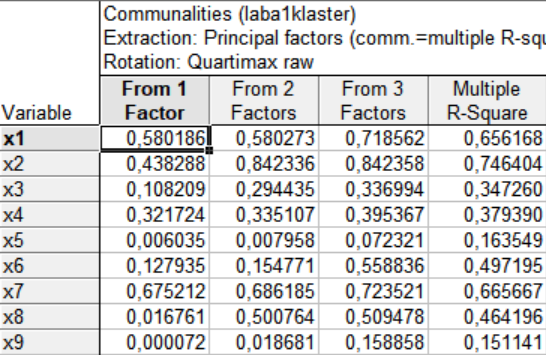 Communalities (laba1klaster)
Extraction: Principal factors (comm.=multiple R-squ
Rotation: Quartimax raw
Variable From 1 Factor From 2 Factors From 3 Factors Multiple R-Square
x1 0,580186 0,580273 0,718562 0,656168
x2 0,438288 0,842336 0,842358 0,746404
x3 0,108209 0,294435 0,336994 0,347260
x4 0,321724 0,335107 0,395367 0,379390
x5 0,006035 0,007958 0,072321 0,163549
x6 0,127935 0,154771 0,558836 0,497195
x7 0,675212 0,686185 0,723521 0,665667
x8 0,016761 0,500764 0,509478 0,464196
x9 0,000072 0,018681 0,158858 0,151141